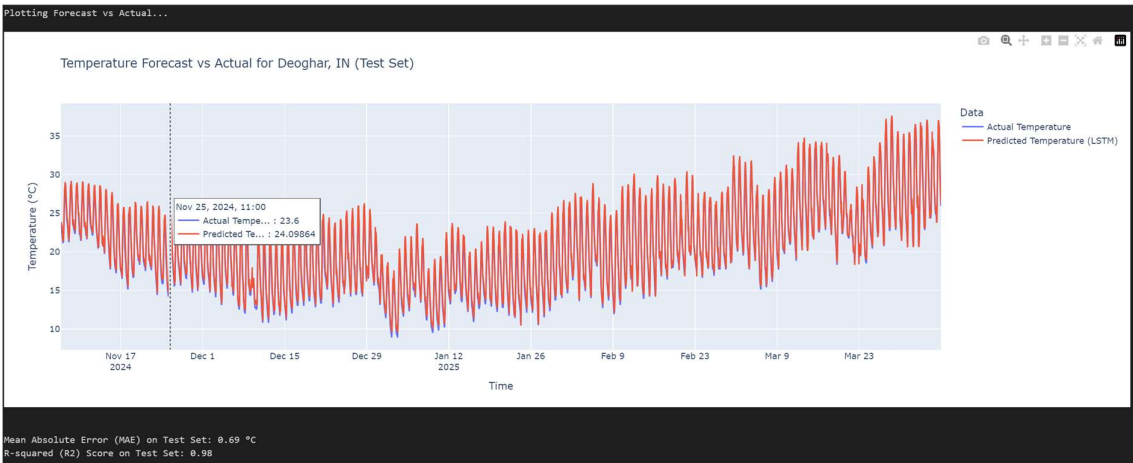 Plotting Forecast vs Actual...
Temperature Forecast vs Actual for Deoghar, IN (Test Set)
Data
Actual Temperature
Predicted Temperature (LSTM)
Temperature (°C)
35
30
25
20
15
10
Nov 25, 2024, 11:00
Actual Tempe... : 23.6
Predicted Te... : 24.09864
Nov 17 Dec 1 Dec 15 Dec 29 Jan 12 Jan 26 Feb 9 Feb 23 Mar 9 Mar 23
2024 2025
Time
Mean Absolute Error (MAE) on Test Set: 0.69 °C
R-squared (R2) Score on Test Set: 0.98